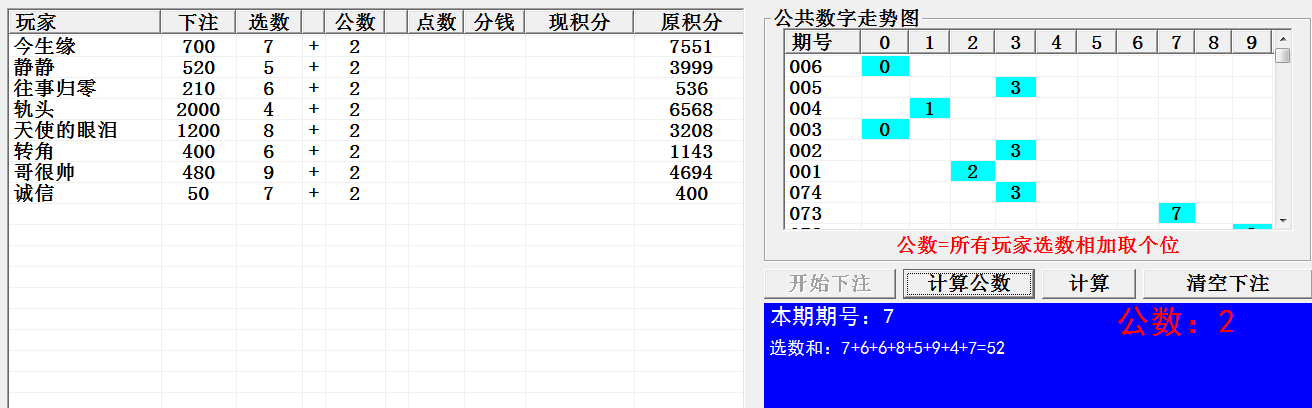 玩家 下注 选数 公数 点数 分钱 现积分 原积分
今生缘 700 7 + 2 7551
静静 520 5 + 2 3999
往事归零 210 6 + 2 536
轨头 2000 4 + 2 6568
天使的眼泪 1200 8 + 2 3208
转角 400 6 + 2 1143
哥很帅 480 9 + 2 4694
诚信 50 7 + 2 400
公共数字走势图
期号 0 1 2 3 4 5 6 7 8 9
006 0
005 3
004 1
003 0
002 3
001 2
074 3
073 7
公数=所有玩家选数相加取个位
开始下注 计算公数 计算 清空下注
本期期号：7 公数：2
选数和：7+6+6+8+5+9+4+7=52